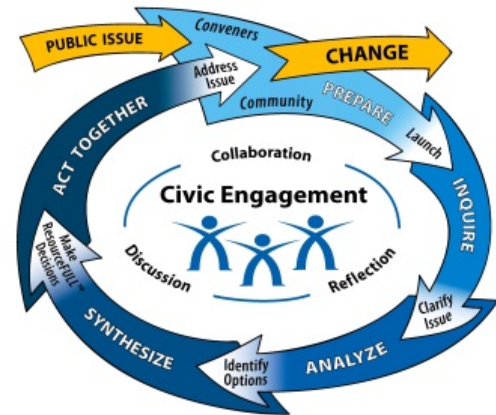 PUBLIC ISSUE
Conveners
CHANGE
Address
Issue
Community
PREPARE
Launch
INQUIRE
Clarify
Issue
ANALYZE
Identify
Options
SYNTHESIZE
Make
ResourceFULL™
Decisions
ACT TOGETHER
Collaboration
Civic Engagement
Discussion
Reflection